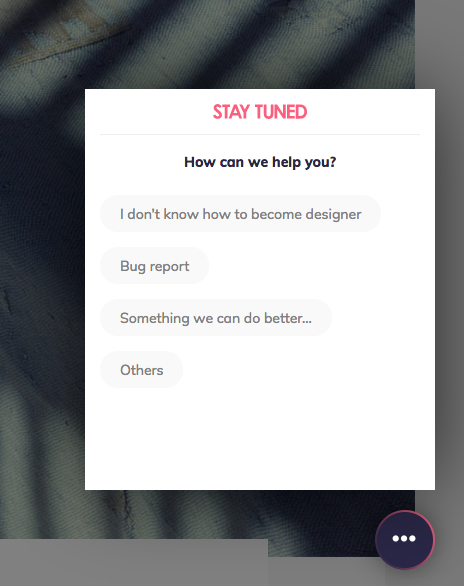 STAY TUNED
How can we help you?
I don't know how to become designer
Bug report
Something we can do better...
Others